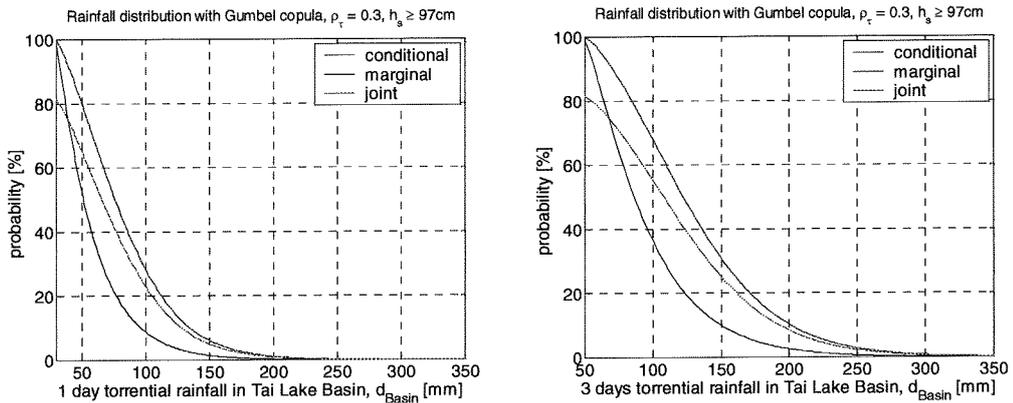 Rainfall distribution with Gumbel copula, ρτ = 0.3, hs ≥ 97cm
100
80
60
40
20
0
probability [%]
conditional
marginal
joint
50 100 150 200 250 300 350
1 day torrential rainfall in Tai Lake Basin, dBasin [mm]
Rainfall distribution with Gumbel copula, ρτ = 0.3, hs ≥ 97cm
100
80
60
40
20
0
probability [%]
conditional
marginal
joint
50 100 150 200 250 300 350
3 days torrential rainfall in Tai Lake Basin, dBasin [mm]